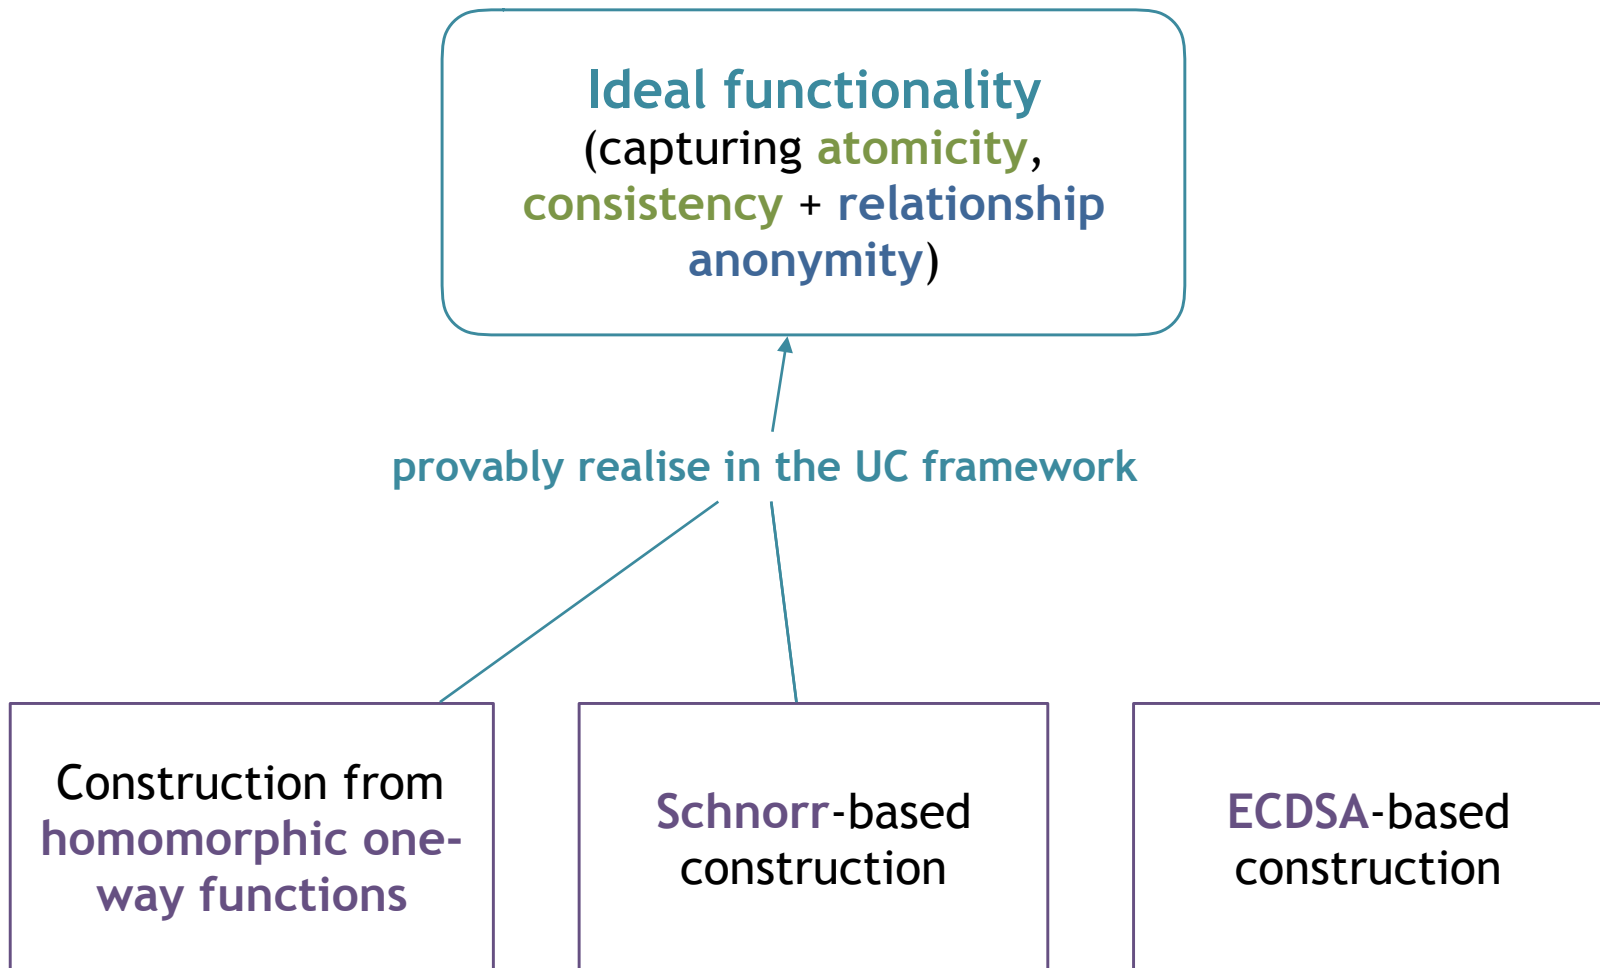 Ideal functionality
(capturing atomicity,
consistency + relationship
anonymity)
provably realise in the UC framework
Construction from
homomorphic one-
way functions
Schnorr-based
construction
ECDSA-based
construction